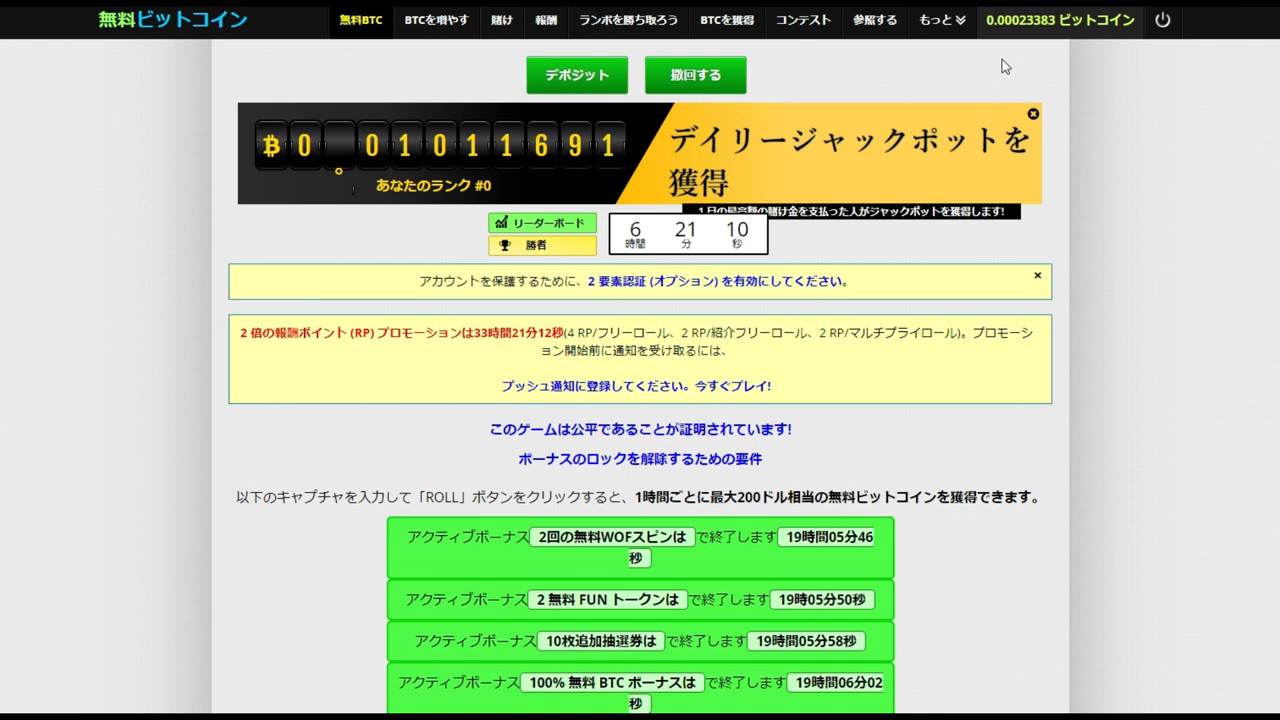 無料ビットコイン 無料BTC BTCを増やす 賭け 報酬 ランボを勝ち取ろう BTCを獲得 コンテスト 参照する もっと 0.00023383 ビットコイン
デポジット 撤回する
0.01011691
あなたのランク #0
デイリージャックポットを
獲得
1 日の最高額の賭け金を支払った人がジャックポットを獲得します!
リーダーボード
勝者
6 21 10
時間 分 秒
アカウントを保護するために、2 要素認証 (オプション) を有効にしてください。
2 倍の報酬ポイント (RP) プロモーションは33時間21分12秒(4 RP/フリーロール、2 RP/紹介フリーロール、2 RP/マルチプライロール)。プロモーシ
ョン開始前に通知を受け取るには、
プッシュ通知に登録してください。今すぐプレイ!
このゲームは公平であることが証明されています!
ボーナスのロックを解除するための要件
以下のキャプチャを入力して「ROLL」ボタンをクリックすると、1時間ごとに最大200ドル相当の無料ビットコインを獲得できます。
アクティブボーナス 2回の無料WOFスピンは で終了します 19時間05分46
秒
アクティブボーナス 2 無料 FUN トークンは で終了します 19時05分50秒
アクティブボーナス 10枚追加抽選券は で終了します 19時間05分58秒
アクティブボーナス 100% 無料 BTC ボーナスは で終了します 19時間06分02
秒